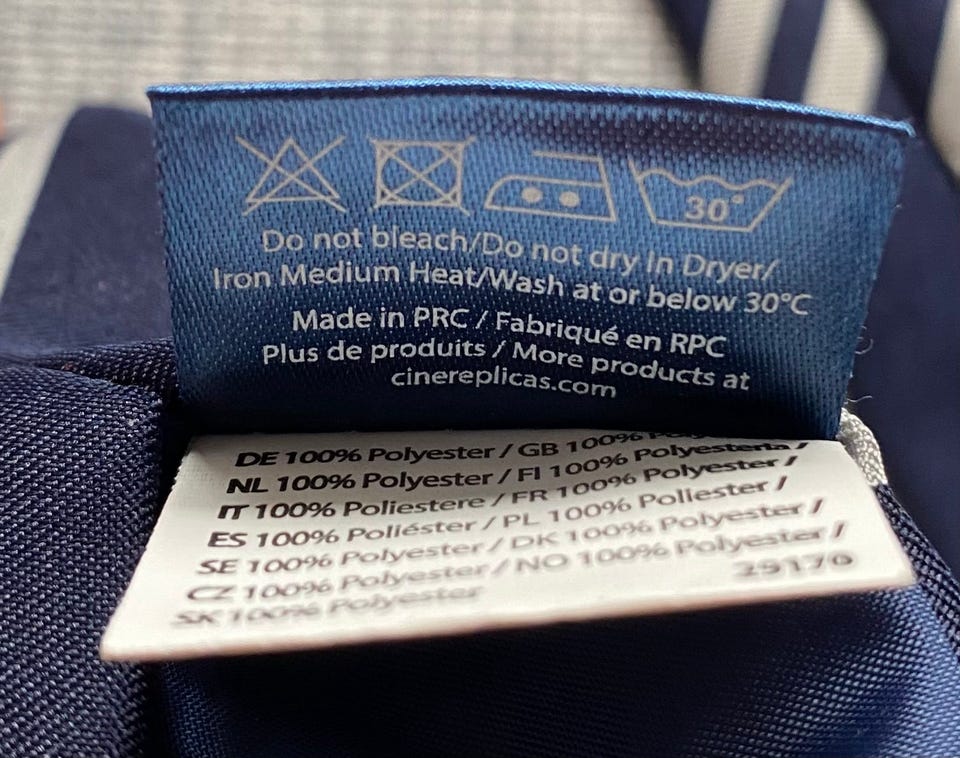 30°
Do not bleach/Do not dry In Dryer/
Iron Medium Heat/Wash at or below 30°C
Made in PRC / Fabriqué en RPC
Plus de produits / More products at
cinereplicas.com
DE 100% Polyester / GB 100%
NL 100% Polyester / FI 100% Polyesteria /
IT 100% Poliestere / FR 100% Polyester /
ES 100% Poliéster / PL 100% Poliester /
SE 100% Polyester / DK 100% Polyester /
CZ 100% Polyester / NO 100% Polyester /
SK 100% Polyester
29170